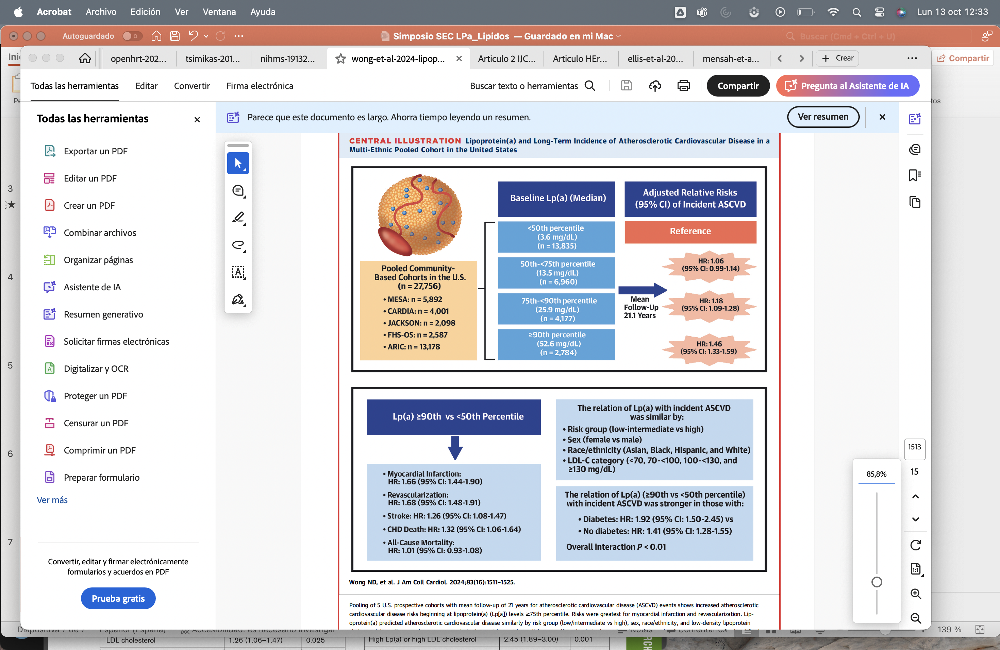 Acrobat Archivo Edición Ver Ventana Ayuda
Lun 13 oct 12:33
Autoguardado
Simposio SEC LPa_Lipidos — Guardado en mi Mac
Buscar (Cmd + Ctrl + U)
openhrt-202... tsimikas-201... nihms-19132... wong-et-al-2024-lipop... Articulo 2 IJC... Articulo HEr... ellis-et-al-20... mensah-et-a...
Crear
Compartir
Todas las herramientas Editar Convertir Firma electrónica
Buscar texto o herramientas
Compartir
Pregunta al Asistente de IA
Todas las herramientas
Parece que este documento es largo. Ahorra tiempo leyendo un resumen.
Ver resumen
Exportar un PDF
Editar un PDF
Crear un PDF
Combinar archivos
Organizar páginas
Asistente de IA
Resumen generativo
Solicitar firmas electrónicas
Digitalizar y OCR
Proteger un PDF
Censurar un PDF
Comprimir un PDF
Preparar formulario
Ver más
Convertir, editar y firmar electrónicamente
formularios y acuerdos en PDF
Prueba gratis
3
4
5
6
7
CENTRAL ILLUSTRATION Lipoprotein(a) and Long-Term Incidence of Atherosclerotic Cardiovascular Disease in a
Multi-Ethnic Pooled Cohort in the United States
Pooled Community-
Based Cohorts in the U.S.
(n = 27,756)
• MESA: n = 5,892
• CARDIA: n = 4,001
• JACKSON: n = 2,098
• FHS-OS: n = 2,587
• ARIC: n = 13,178
Baseline Lp(a) (Median)
<50th percentile
(3.6 mg/dL)
(n = 13,835)
50th-<75th percentile
(13.5 mg/dL)
(n = 6,960)
75th-<90th percentile
(25.9 mg/dL)
(n = 4,177)
≥90th percentile
(52.6 mg/dL)
(n = 2,784)
Mean
Follow-Up
21.1 Years
Adjusted Relative Risks
(95% CI) of Incident ASCVD
Reference
HR: 1.06
(95% CI: 0.99-1.14)
HR: 1.18
(95% CI: 1.09-1.28)
HR: 1.46
(95% CI: 1.33-1.59)
Lp(a) ≥90th vs <50th Percentile
• Myocardial Infarction:
HR: 1.66 (95% CI: 1.44-1.90)
• Revascularization:
HR: 1.68 (95% CI: 1.48-1.91)
• Stroke: HR: 1.26 (95% CI: 1.08-1.47)
• CHD Death: HR: 1.32 (95% CI: 1.06-1.64)
• All-Cause Mortality:
HR: 1.01 (95% CI: 0.93-1.08)
The relation of Lp(a) with incident ASCVD
was similar by:
• Risk group (low-intermediate vs high)
• Sex (female vs male)
• Race/ethnicity (Asian, Black, Hispanic, and White)
• LDL-C category (<70, 70-<100, 100-<130, and
≥130 mg/dL)
The relation of Lp(a) (≥90th vs <50th percentile)
with incident ASCVD was stronger in those with:
• Diabetes: HR: 1.92 (95% CI: 1.50-2.45) vs
• No diabetes: HR: 1.41 (95% CI: 1.28-1.55)
Overall interaction P < 0.01
Wong ND, et al. J Am Coll Cardiol. 2024;83(16):1511-1525.
Pooling of 5 U.S. prospective cohorts with mean follow-up of 21 years for atherosclerotic cardiovascular disease (ASCVD) events shows increased atherosclerotic
cardiovascular disease risks beginning at lipoprotein(a) (Lp[a]) levels ≥75th percentile. Risks were greatest for myocardial infarction and revascularization. Lip-
oprotein(a) predicted atherosclerotic cardiovascular disease similarly by risk group (low/intermediate vs high), sex, race/ethnicity, and low-density lipoprotein
1513
15
85,8%
Diapositiva 7 de 7 Español (España) Accesibilidad: es necesario investigar
Notas Comentarios
139 %
LDL cholesterol 1.26 (1.06–1.47) 0.025
High Lp(a) or high LDL cholesterol 2.45 (1.89–3.00) 0.001